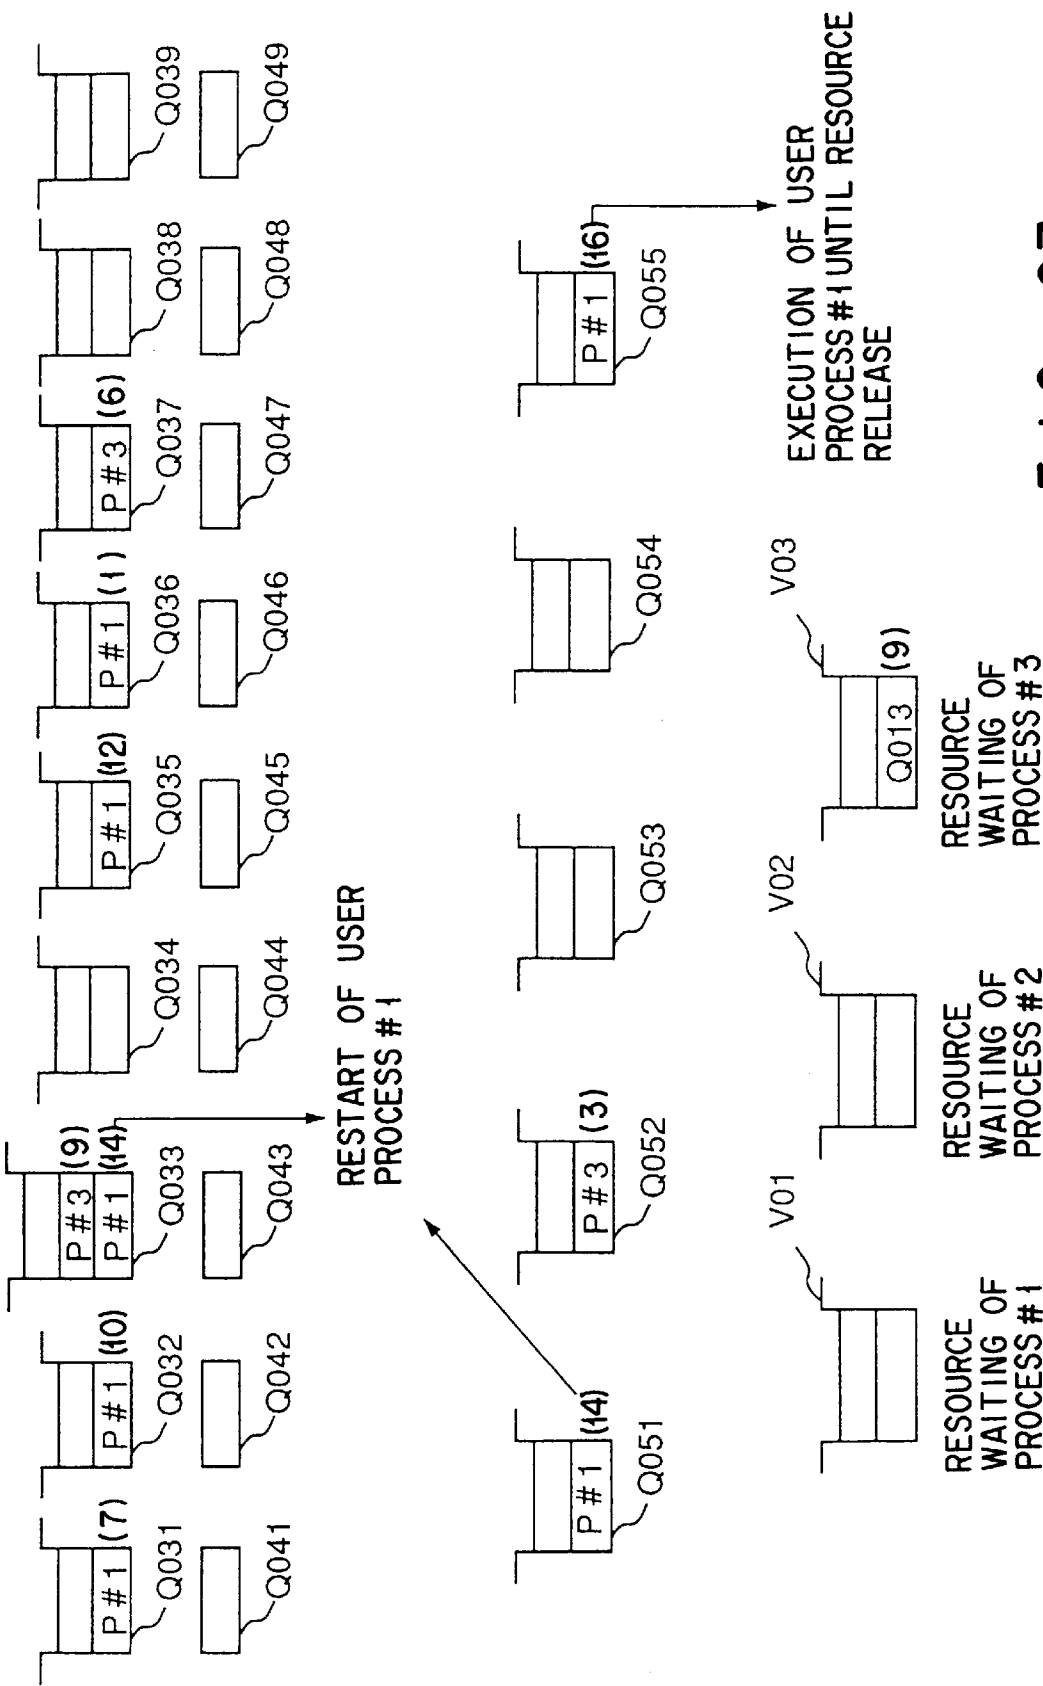 P#1 (7)
Q031
P#1 (10)
Q032
P#3 (9)
P#1 (14)
Q033
Q034
P#1 (12)
Q035
P#1 (1)
Q036
P#3 (6)
Q037
Q038
Q039
Q041
Q042
Q043
Q044
Q045
Q046
Q047
Q048
Q049
RESTART OF USER
PROCESS#1
P#1 (14)
Q051
P#3 (3)
Q052
Q053
Q054
P#1 (16)
Q055
EXECUTION OF USER
PROCESS#1 UNTIL RESOURCE
RELEASE
V01
RESOURCE
WAITING OF
PROCESS#1
V02
RESOURCE
WAITING OF
PROCESS#2
V03
Q013 (9)
RESOURCE
WAITING OF
PROCESS#3